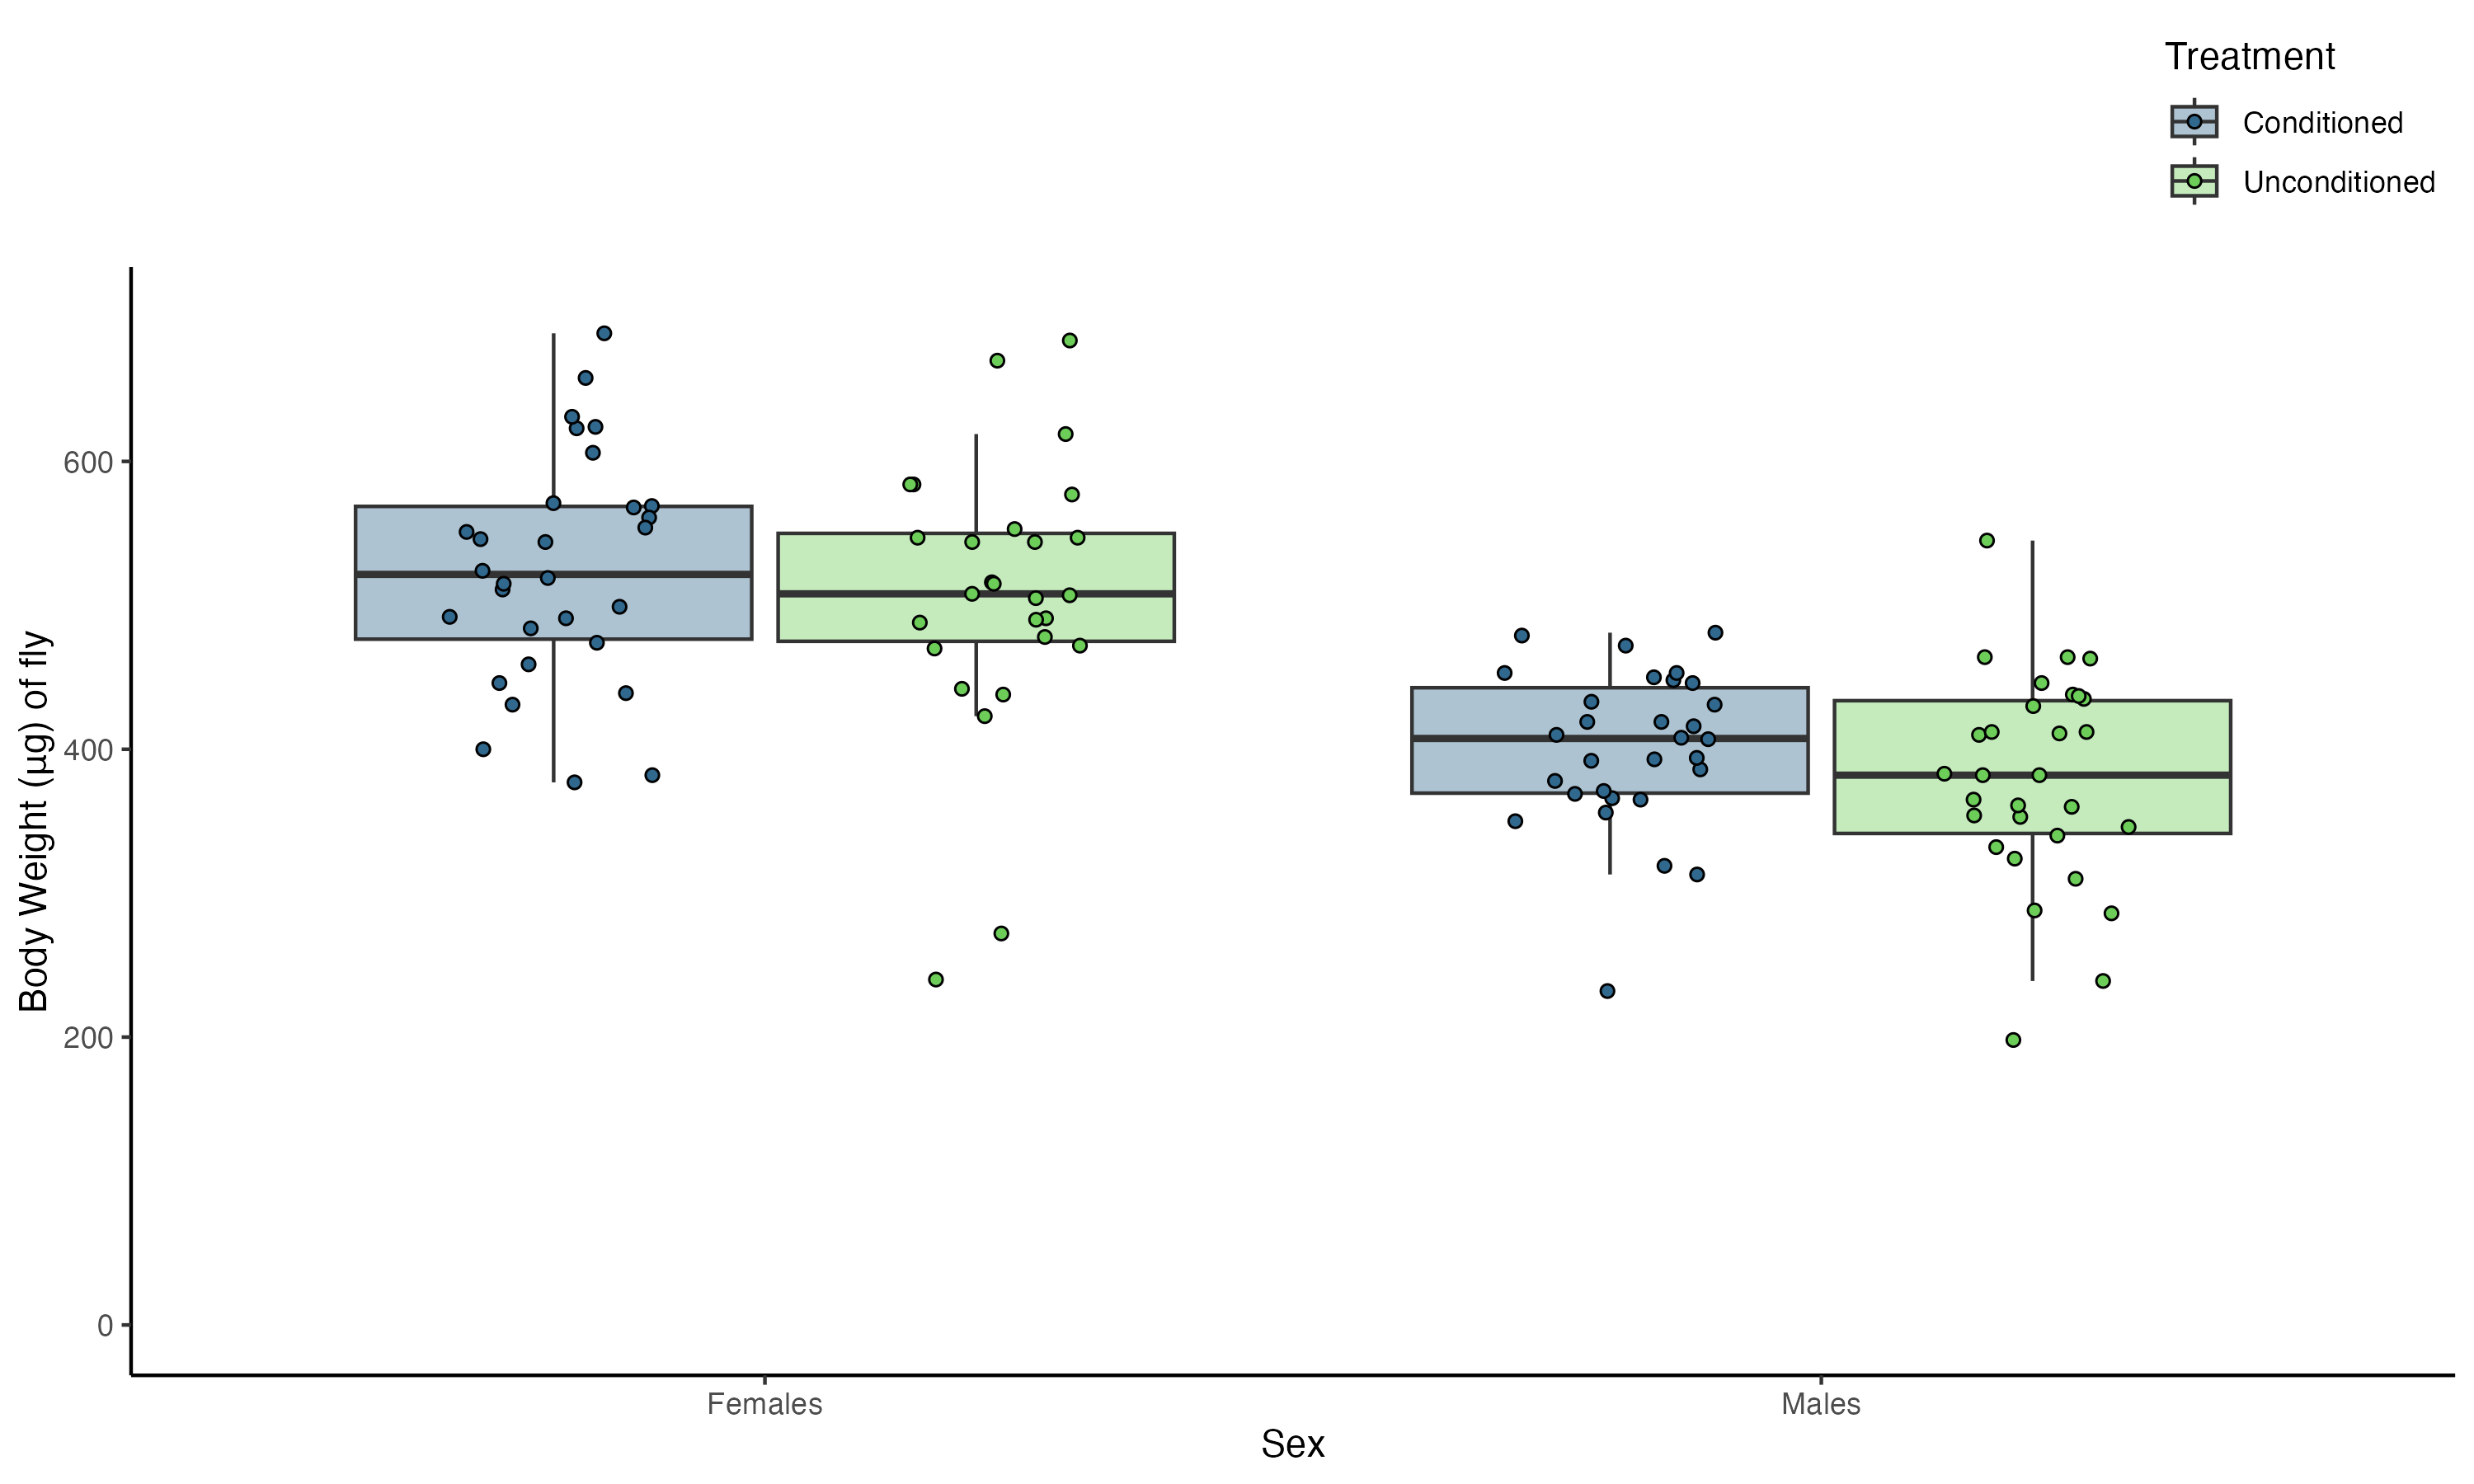 Treatment
Conditioned
Unconditioned
Body Weight (µg) of fly
600
400
200
0
Females
Males
Sex